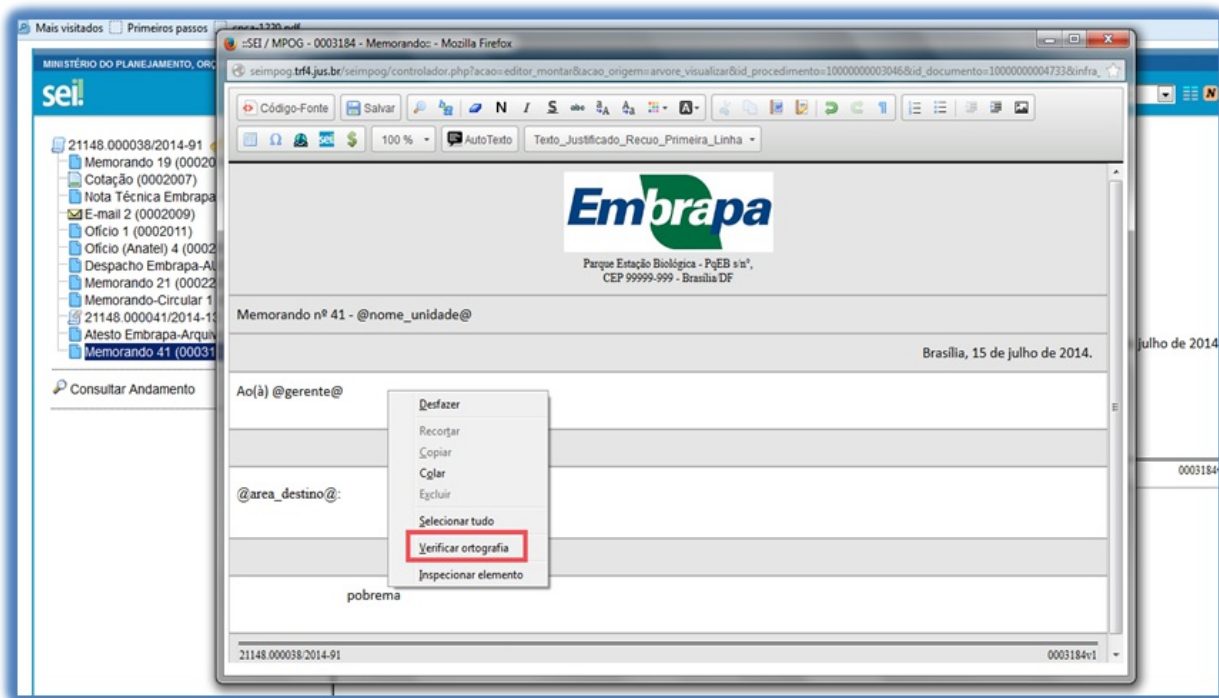 Mais visitados Primeiros passos
::SEI / MPOG - 0003184 - Memorando:: - Mozilla Firefox
MINISTÉRIO DO PLANEJAMENTO, ORÇ
seimpog.trf4.jus.br/seimpog/controlador.php?acao=editor_montar&acao_origem=arvore_visualizar&id_procedimento=10000000003046&id_documento=10000000004733&infra_
sei!
Código-Fonte Salvar N I S abc
100 % AutoTexto Texto_Justificado_Recuo_Primeira_Linha
21148.000038/2014-91
Memorando 19 (00020
Cotação (0002007)
Nota Técnica Embrapa
E-mail 2 (0002009)
Ofício 1 (0002011)
Ofício (Anatel) 4 (0002
Despacho Embrapa-AU
Memorando 21 (00022
Memorando-Circular 1
21148.000041/2014-13
Atesto Embrapa-Arquiv
Memorando 41 (00031
Consultar Andamento
Embrapa
Parque Estação Biológica - PqEB s/nº,
CEP 99999-999 - Brasília/DF
Memorando nº 41 - @nome_unidade@
Brasília, 15 de julho de 2014.
Ao(à) @gerente@
@area_destino@:
pobrema
Desfazer
Recortar
Copiar
Colar
Excluir
Selecionar tudo
Verificar ortografia
Inspecionar elemento
21148.000038/2014-91 0003184v1
julho de 2014
0003184v